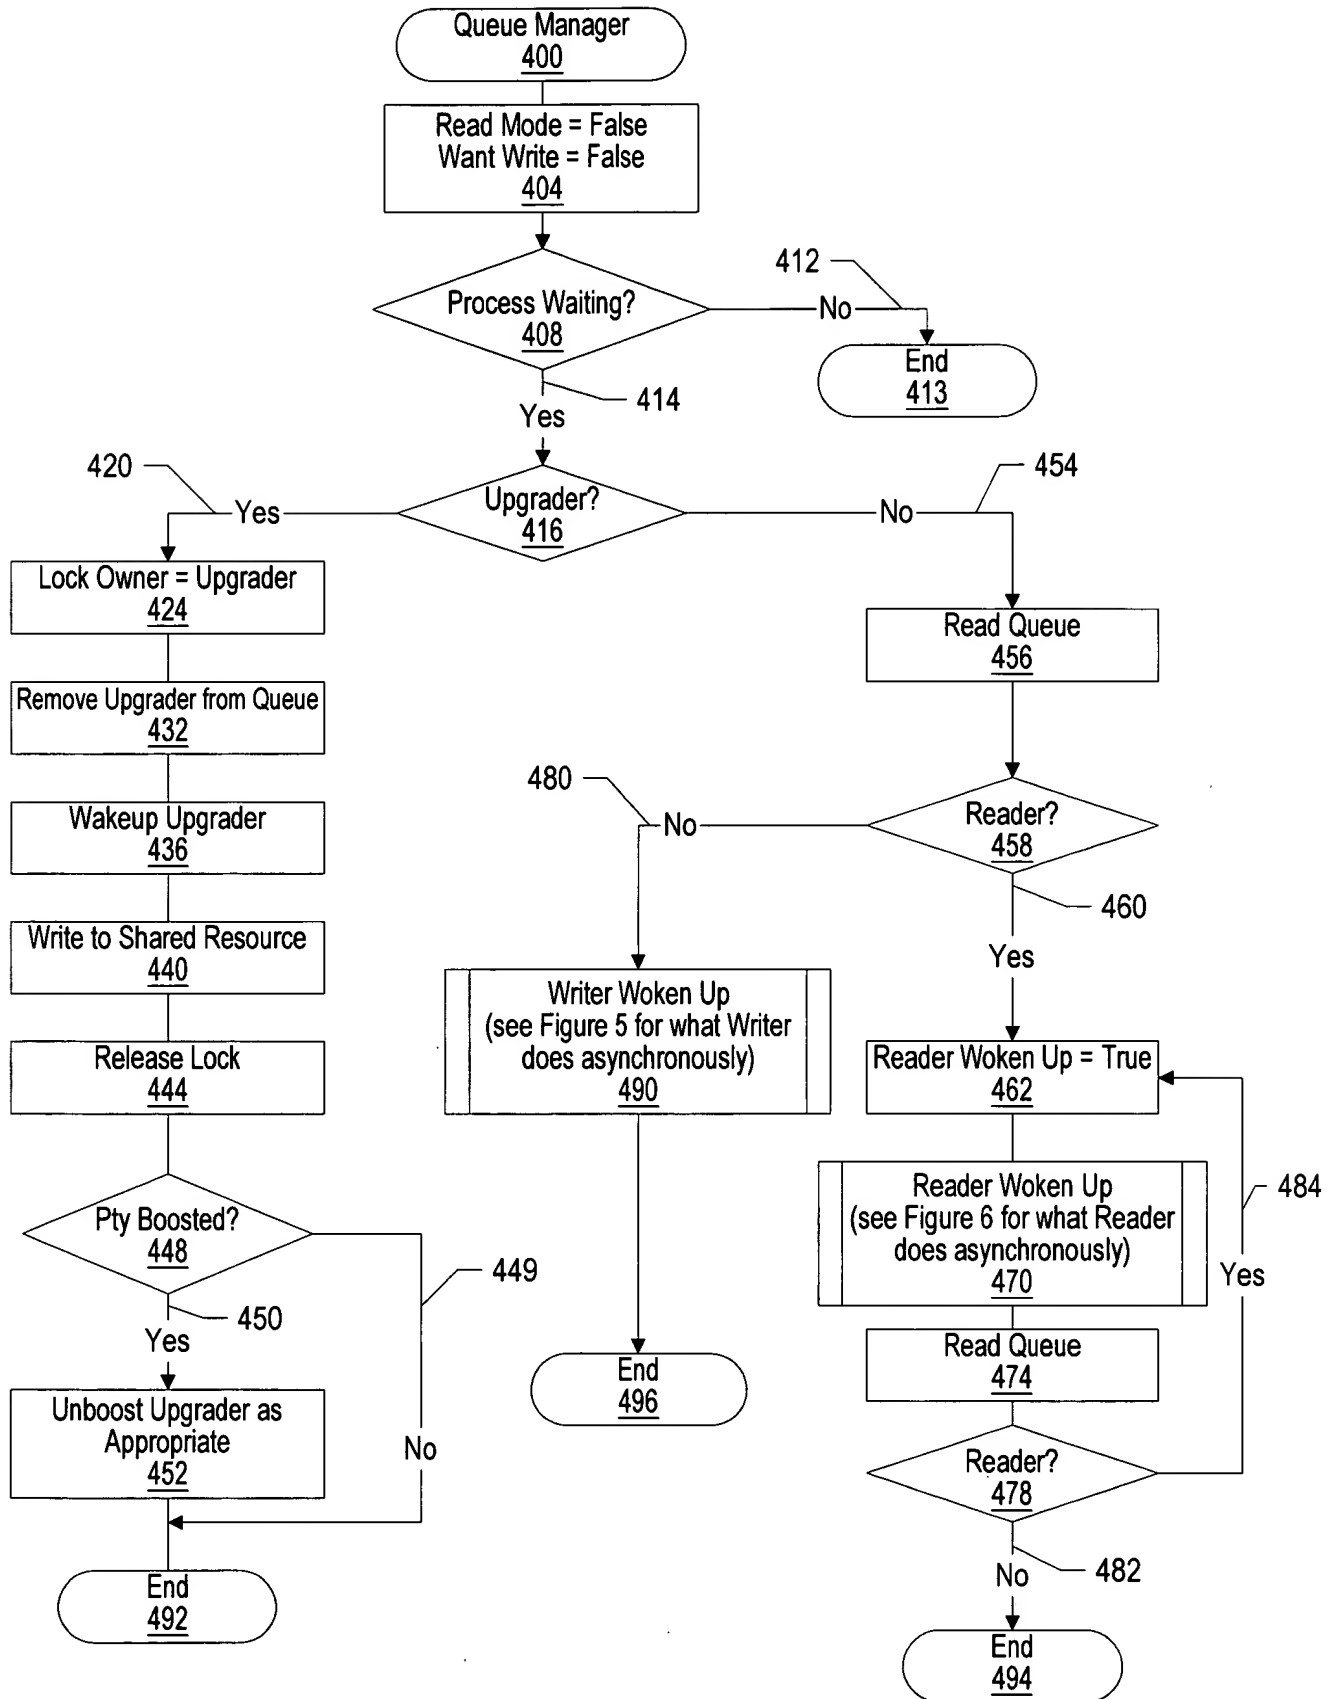 Queue Manager
400
Read Mode = False
Want Write = False
404
412
Process Waiting?
408
No
End
413
414
Yes
420
454
Yes
Upgrader?
416
No
Lock Owner = Upgrader
424
Read Queue
456
Remove Upgrader from Queue
432
480
No
Reader?
458
Wakeup Upgrader
436
460
Yes
Write to Shared Resource
440
Writer Woken Up
(see Figure 5 for what Writer
does asynchronously)
490
Release Lock
444
Reader Woken Up = True
462
Pty Boosted?
448
449
450
Yes
Reader Woken Up
(see Figure 6 for what Reader
does asynchronously)
470
484
Yes
Read Queue
474
End
496
Unboost Upgrader as
Appropriate
452
No
Reader?
478
482
No
End
492
End
494